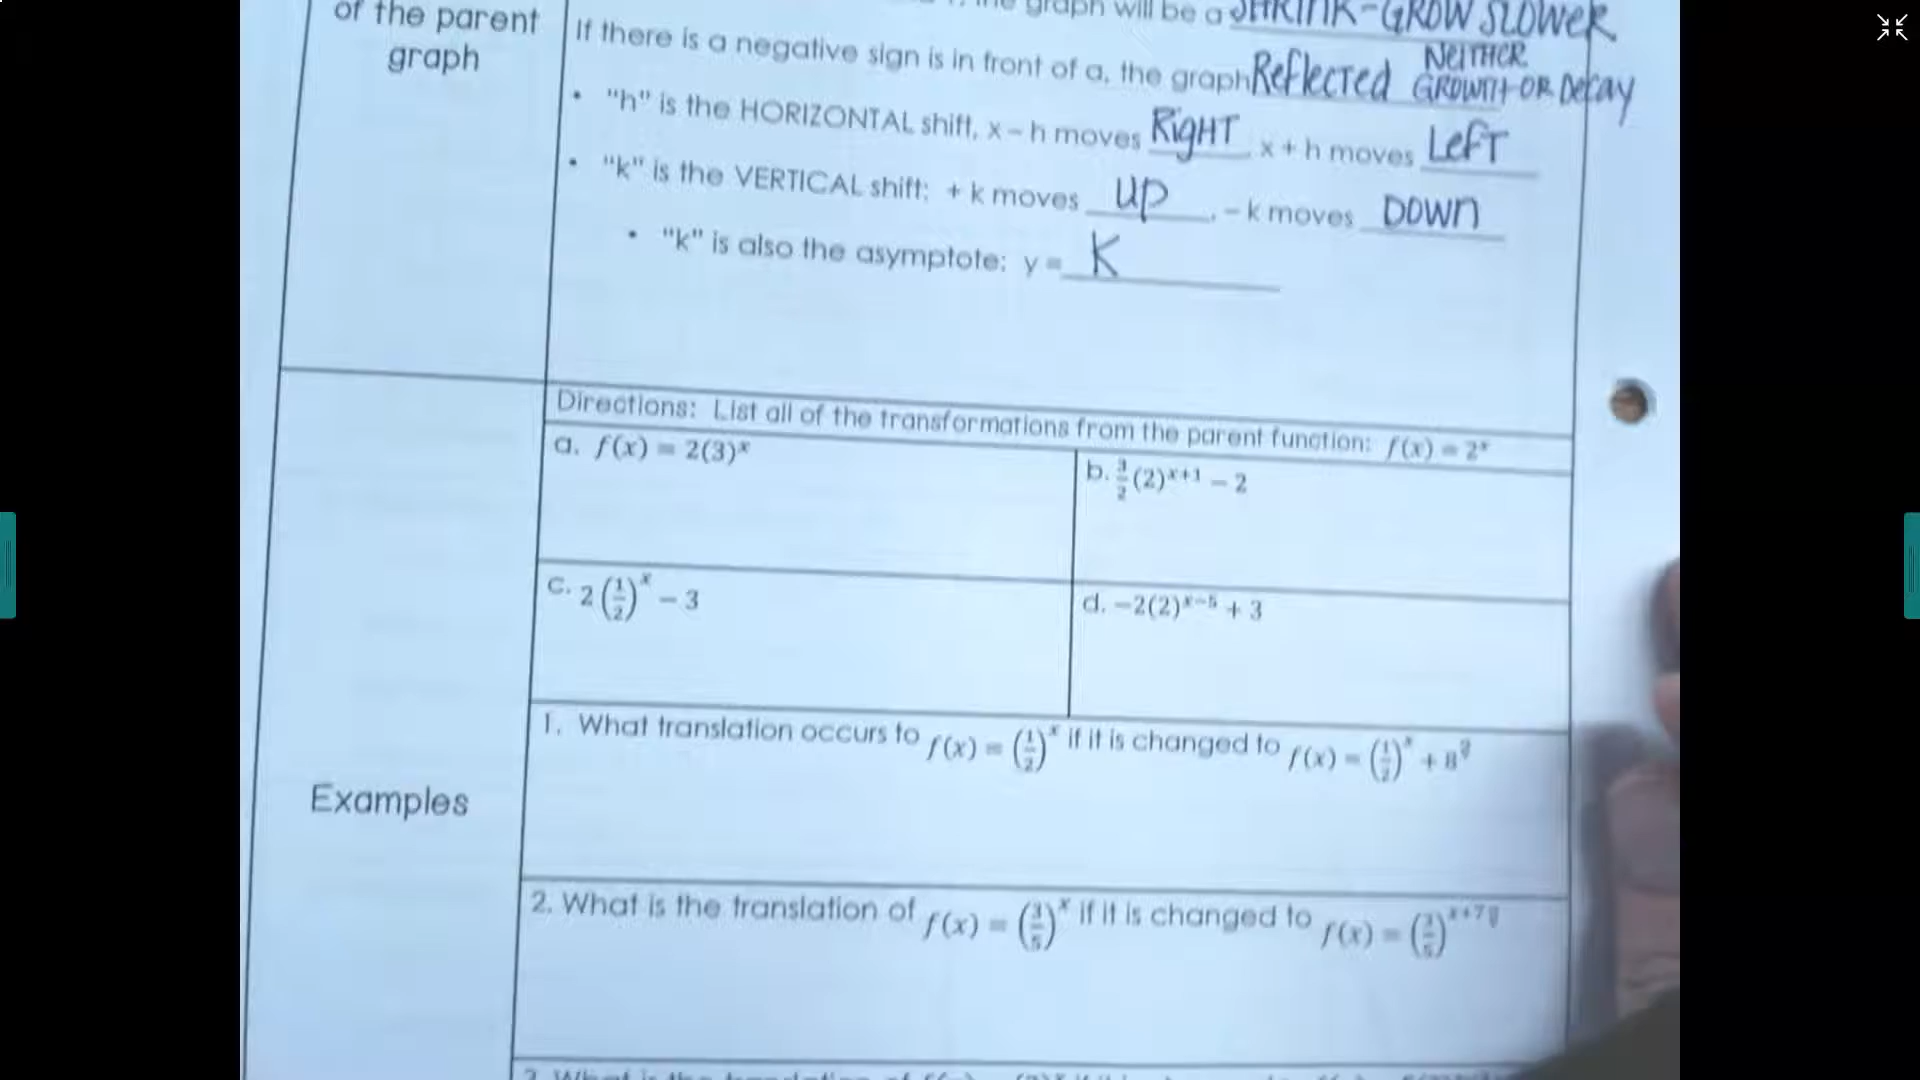 of the parent
graph
graph will be a SHRINK-GROW SLOWER
If there is a negative sign is in front of a, the graph Reflected NEITHER GROWTH OR Decay
• "h" is the HORIZONTAL shift, x – h moves RigHT x + h moves LefT
• "k" is the VERTICAL shift; + k moves UP, – k moves DOWN
• "k" is also the asymptote; y = K
Directions: List all of the transformations from the parent function: f(x) = 2ˣ
a. f(x) = 2(3)ˣ
b. 3/2 (2)ˣ⁺¹ – 2
c. 2(1/2)ˣ – 3
d. –2(2)ˣ⁻⁵ + 3
Examples
1. What translation occurs to f(x) = (1/2)ˣ if it is changed to f(x) = (1/2)ˣ + 8?
2. What is the translation of f(x) = (3/5)ˣ if it is changed to f(x) = (3/5)ˣ⁺⁷?